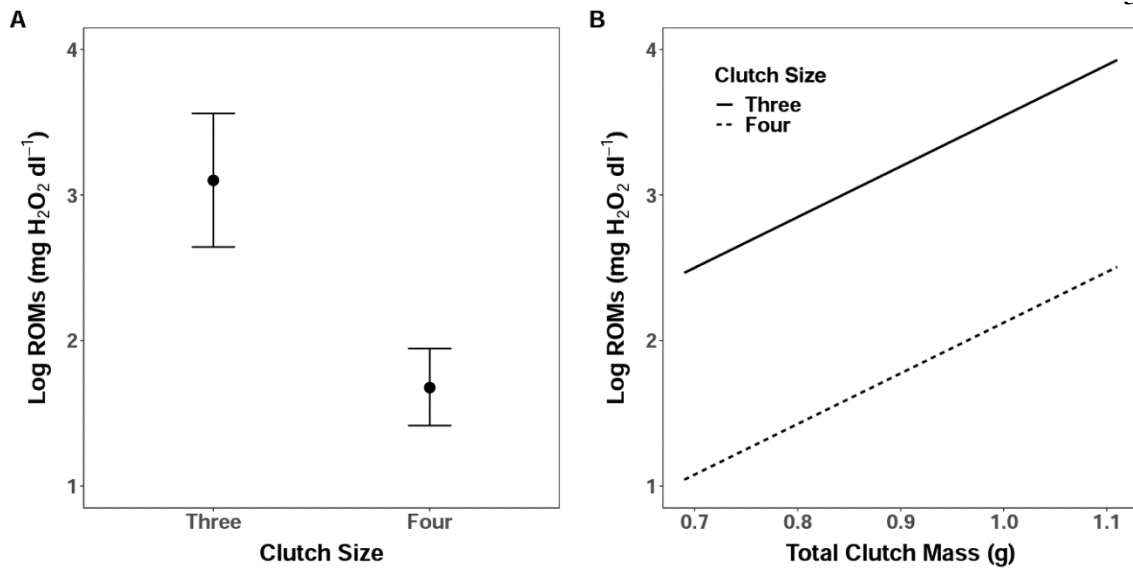 A
Log ROMs (mg H₂O₂ dl⁻¹)
4
3
2
1
Three Four
Clutch Size
B
Log ROMs (mg H₂O₂ dl⁻¹)
4
3
2
1
Clutch Size
Three
Four
0.7 0.8 0.9 1.0 1.1
Total Clutch Mass (g)